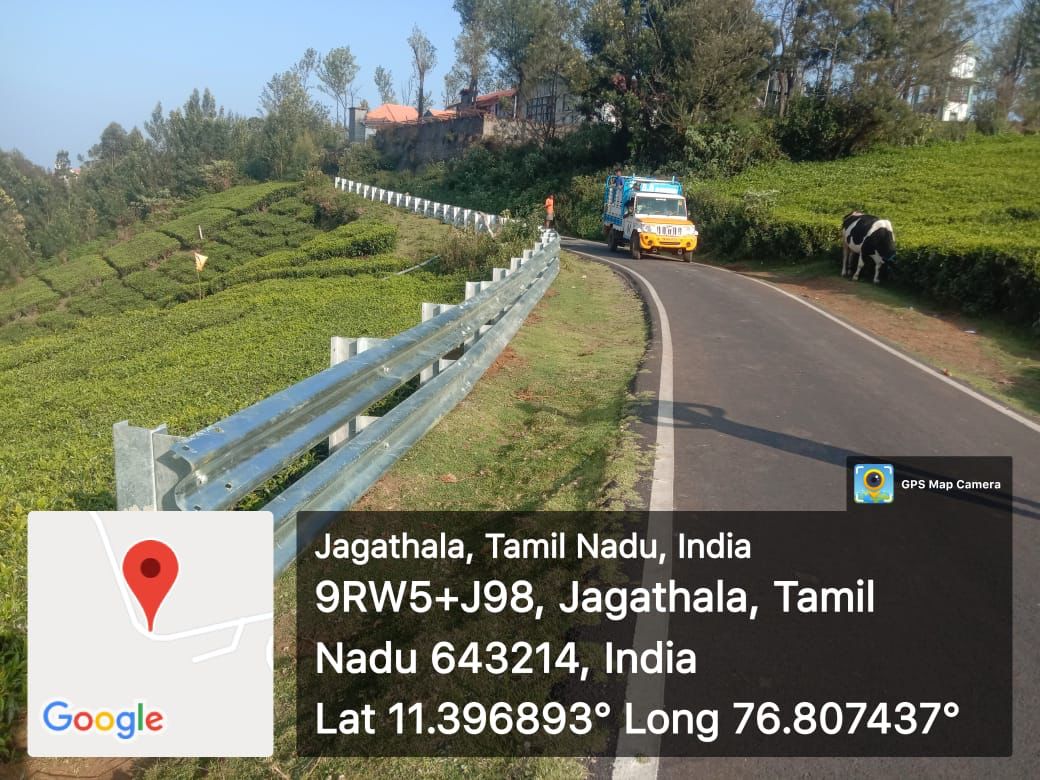 GPS Map Camera
Jagathala, Tamil Nadu, India
9RW5+J98, Jagathala, Tamil
Nadu 643214, India
Lat 11.396893° Long 76.807437°
Google